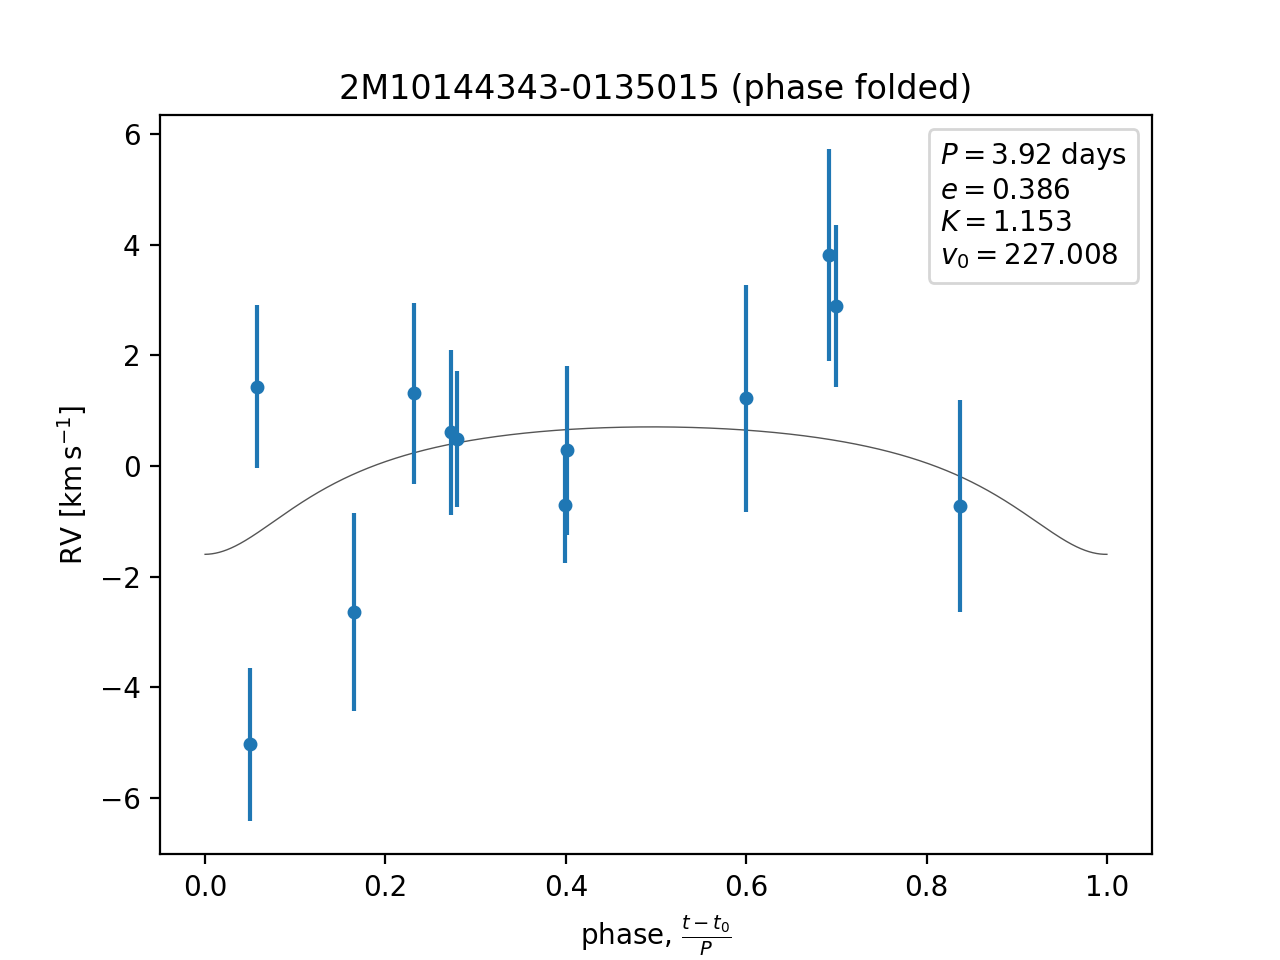 2M10144343-0135015 (phase folded)
P = 3.92 days
e = 0.386
K = 1.153
v₀ = 227.008
6
4
2
0
−2
−4
−6
RV [km s⁻¹]
0.0 0.2 0.4 0.6 0.8 1.0
phase, (t − t₀)/P